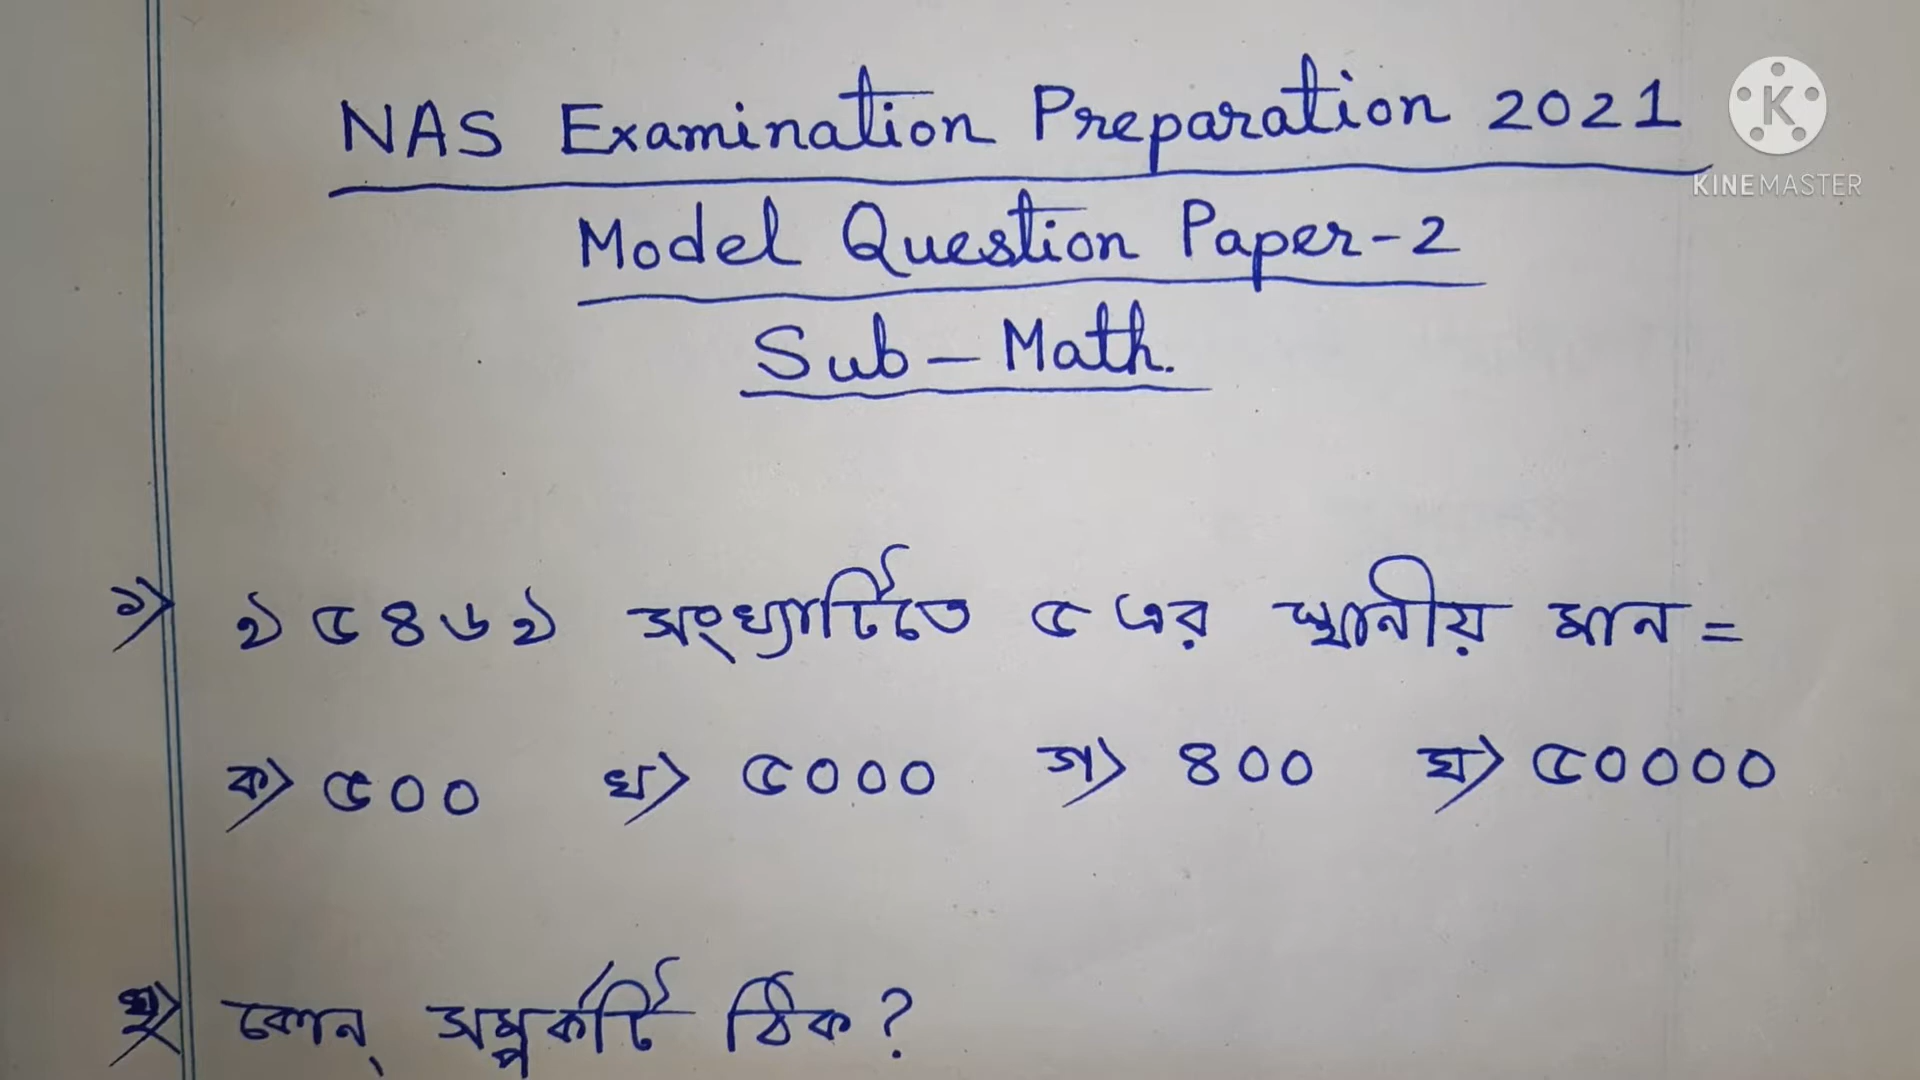 NAS Examination Preparation 2021
KINEMASTER
Model Question Paper-2
Sub - Math.
১) ২৫৪৬২ সংখ্যাটিতে ৫ এর স্থানীয় মান =
ক) ৫০০ খ) ৫০০০ গ) ৪০০ ঘ) ৫০০০০
২) কোন্ সম্পর্কটি ঠিক?